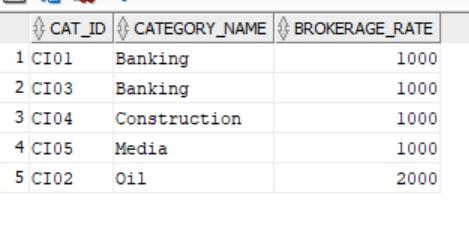 CAT_ID CATEGORY_NAME BROKERAGE_RATE
1 CI01 Banking 1000
2 CI03 Banking 1000
3 CI04 Construction 1000
4 CI05 Media 1000
5 CI02 Oil 2000